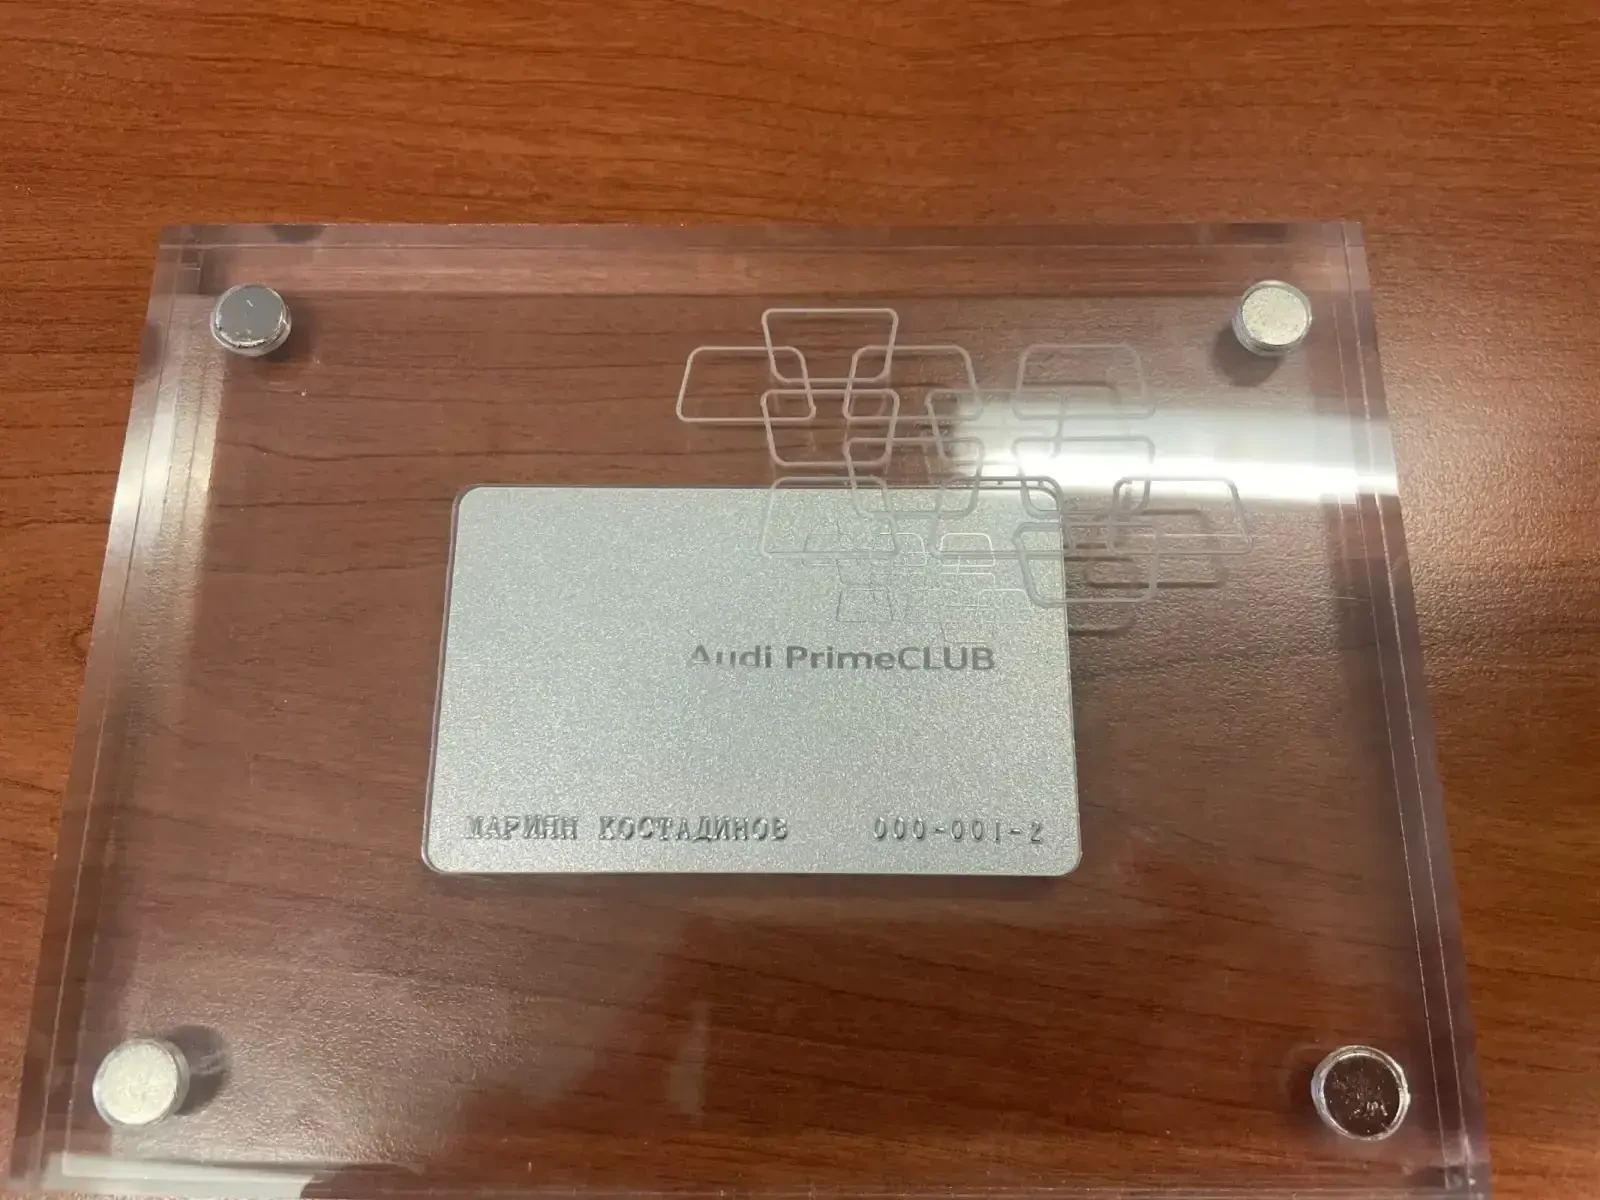 Audi PrimeCLUB
МАРИНН КОСТАДИНОВ 000-001-2